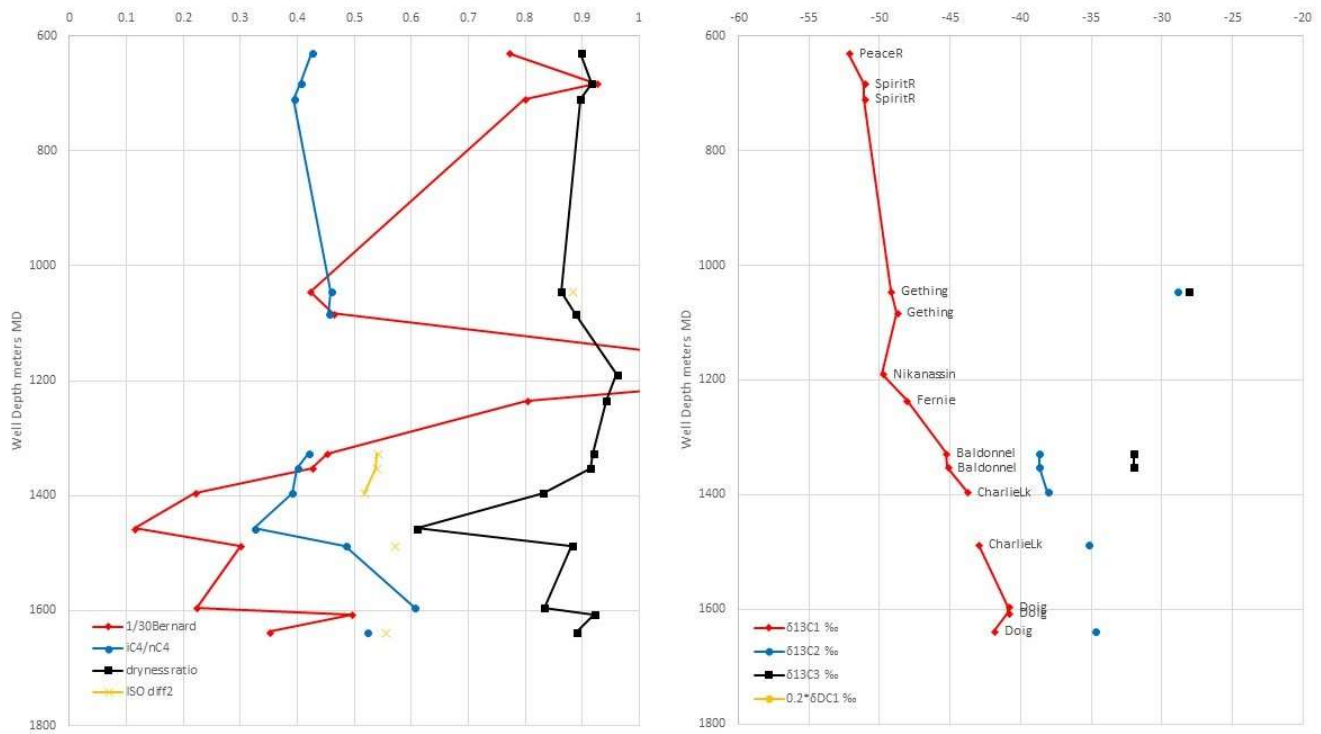 0 0.1 0.2 0.3 0.4 0.5 0.6 0.7 0.8 0.9 1
600
800
1000
1200
1400
1600
1800
Well Depth meters MD
1/30Bernard
iC4/nC4
dryness ratio
ISO diff2
-60 -55 -50 -45 -40 -35 -30 -25 -20
600
800
1000
1200
1400
1600
1800
Well Depth meters MD
PeaceR
SpiritR
SpiritR
Gething
Gething
Nikanassin
Fernie
Baldonnel
Baldonnel
CharlieLk
CharlieLk
Doig
Doig
Doig
δ13C1 ‰
δ13C2 ‰
δ13C3 ‰
0.2*δDC1 ‰